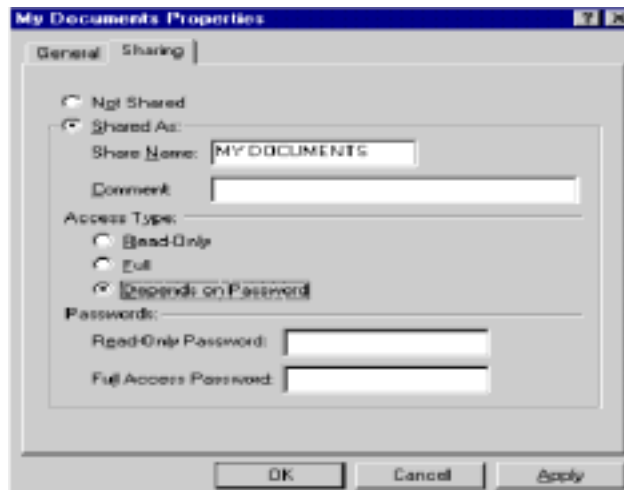 My Documents Properties
General Sharing
Not Shared
Shared As:
Share Name: MY DOCUMENTS
Comment:
Access Type:
Read-Only
Full
Depends on Password
Passwords:
Read-Only Password:
Full Access Password:
OK Cancel Apply